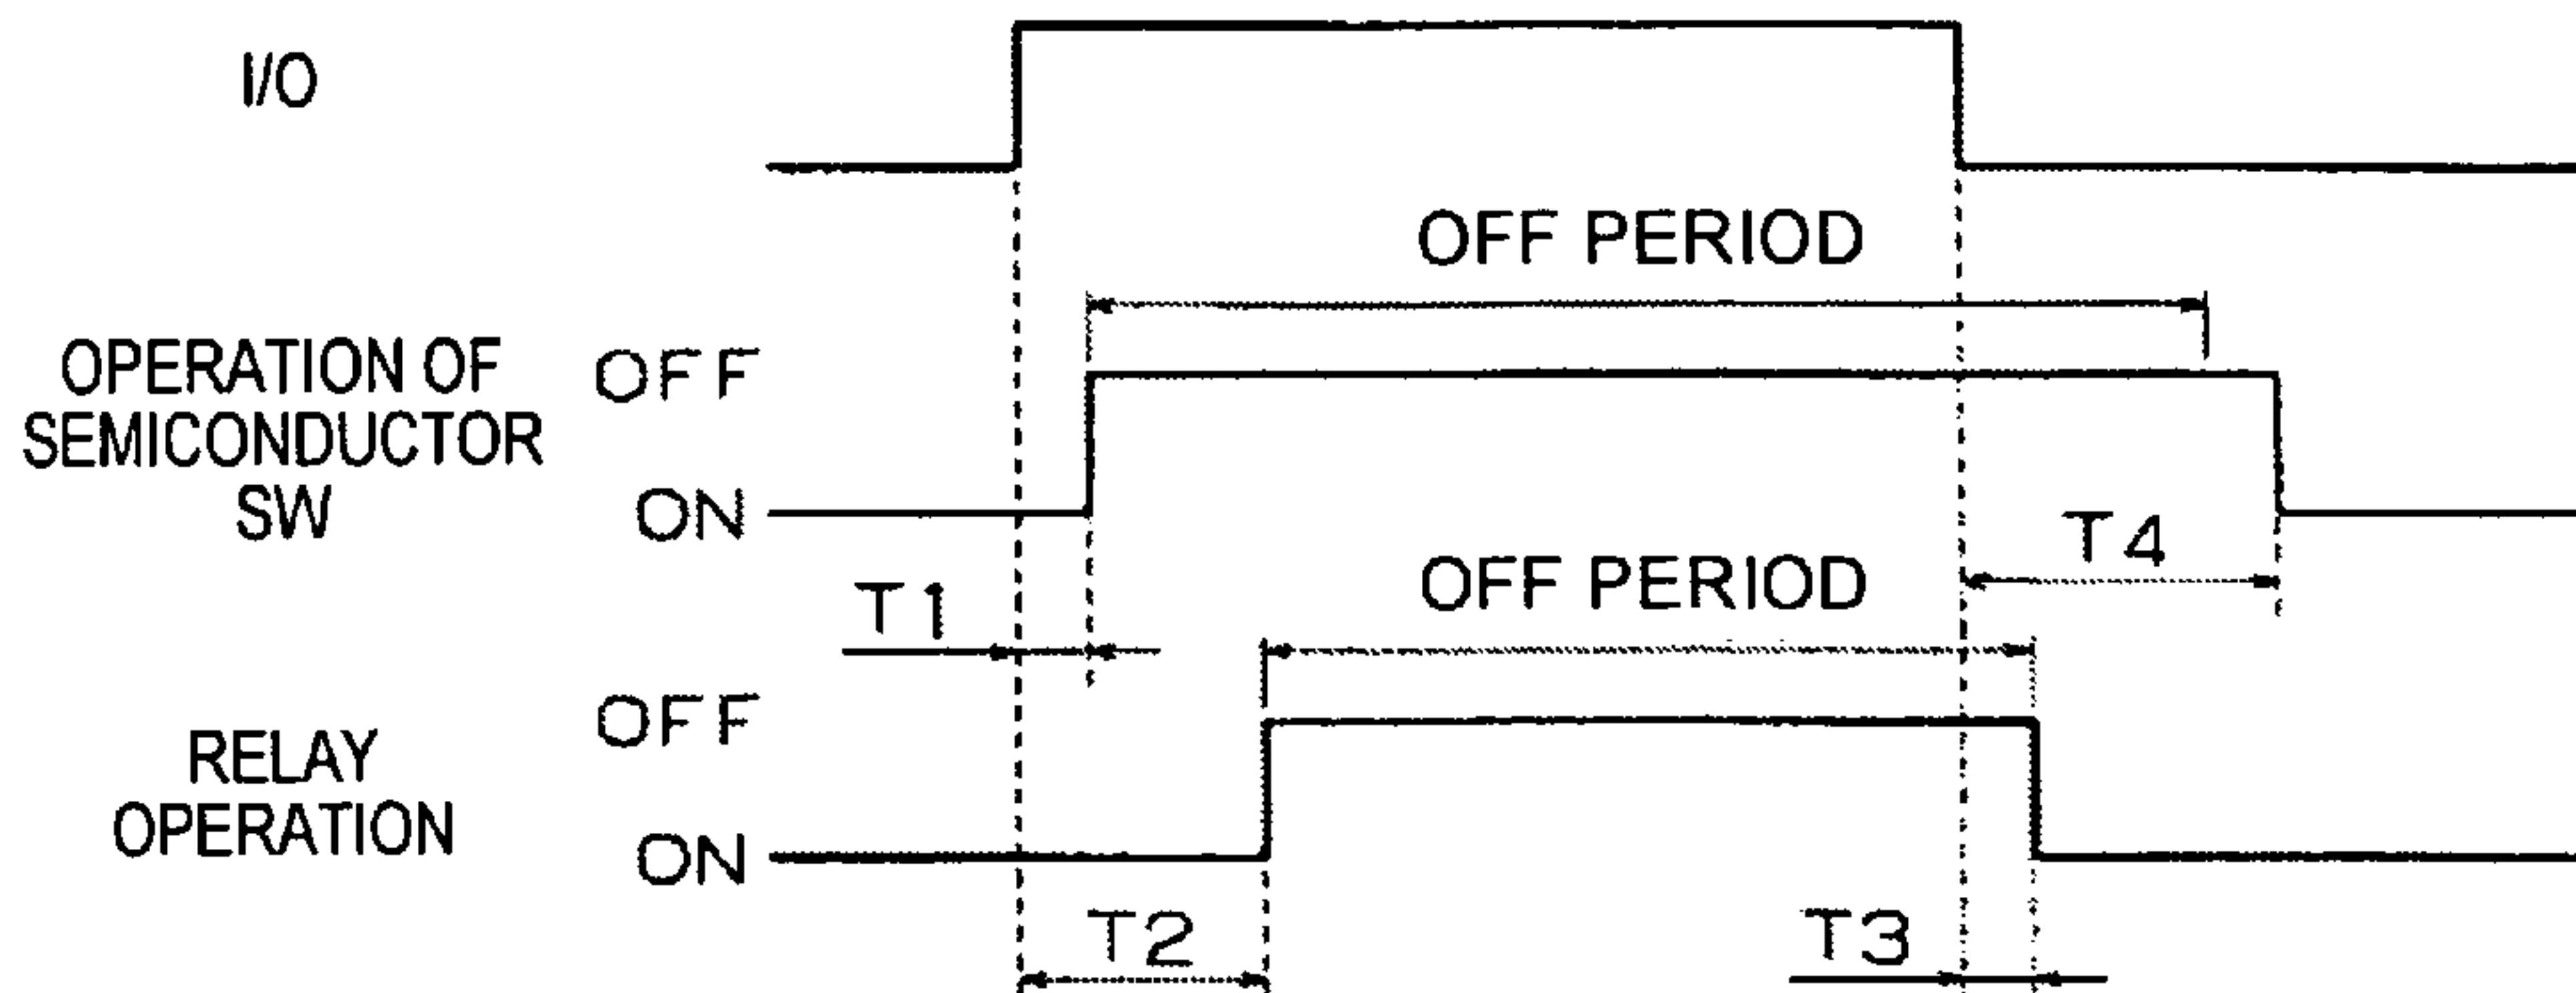 I/O
OFF PERIOD
OPERATION OF
SEMICONDUCTOR
SW
OFF
ON
T4
T1
OFF PERIOD
RELAY
OPERATION
OFF
ON
T2
T3